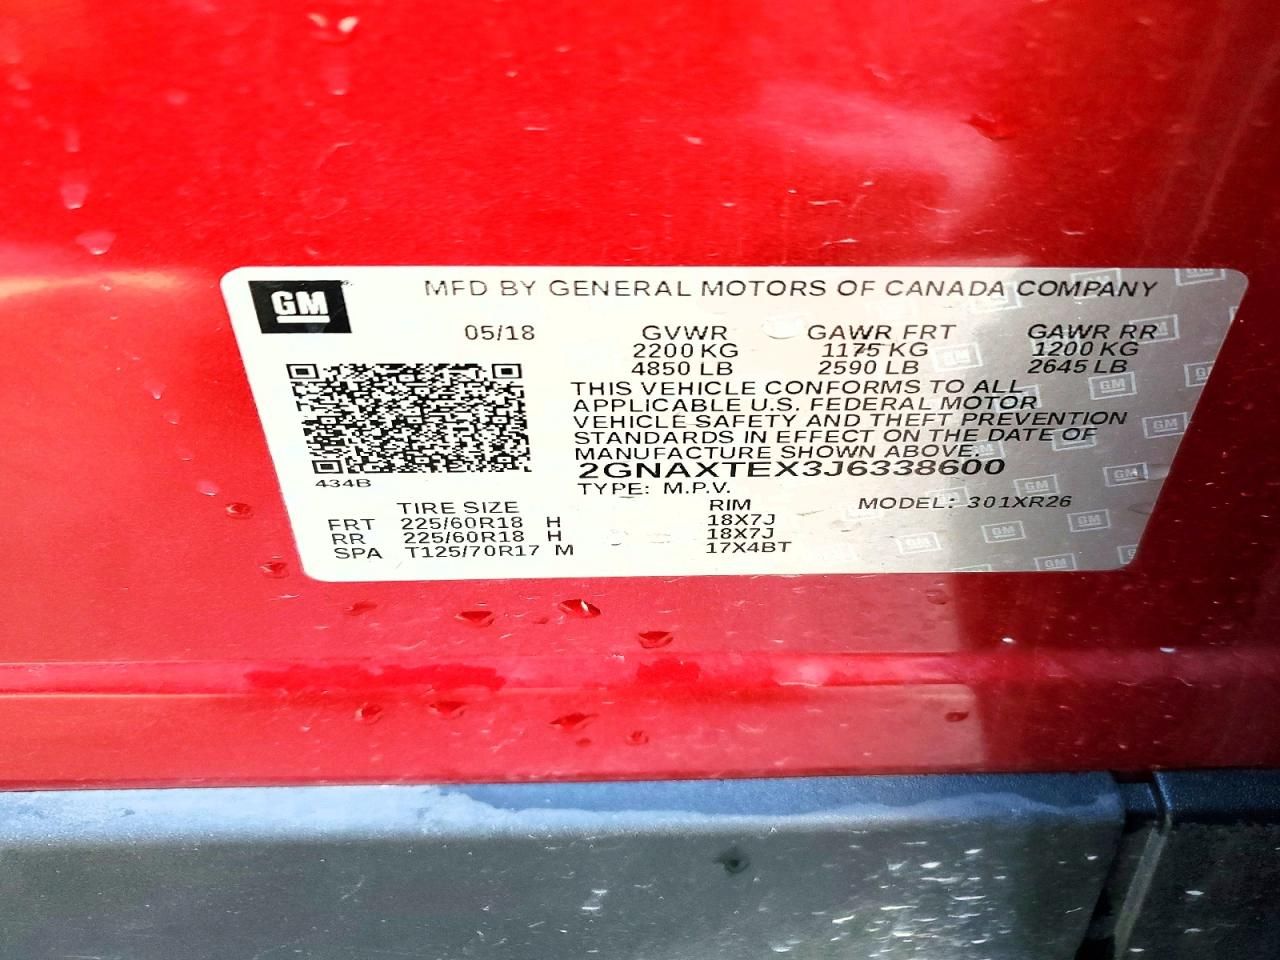 GM
MFD BY GENERAL MOTORS OF CANADA COMPANY
05/18 GVWR GAWR FRT GAWR RR
2200 KG 1175 KG 1200 KG
4850 LB 2590 LB 2645 LB
THIS VEHICLE CONFORMS TO ALL
APPLICABLE U.S. FEDERAL MOTOR
VEHICLE SAFETY AND THEFT PREVENTION
STANDARDS IN EFFECT ON THE DATE OF
MANUFACTURE SHOWN ABOVE.
2GNAXTEX3J6338600
434B
TYPE: M.P.V.
TIRE SIZE RIM MODEL: 301XR26
FRT 225/60R18 H 18X7J
RR 225/60R18 H 18X7J
SPA T125/70R17 M 17X4BT